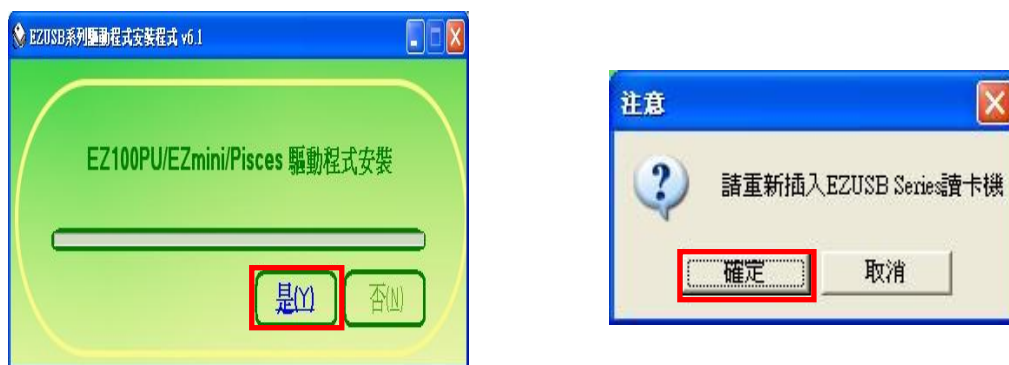 EZUSB系列驅動程式安裝程式 v6.1
EZ100PU/EZmini/Pisces 驅動程式安裝
是(Y)
否(N)
注意
請重新插入EZUSB Series讀卡機
確定
取消